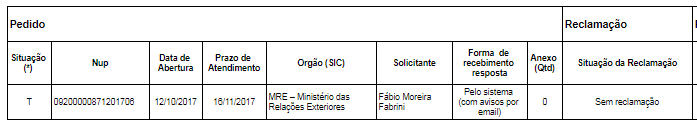 Pedido Reclamação
Situação (*) Nup Data de Abertura Prazo de Atendimento Orgão (SIC) Solicitante Forma de recebimento resposta Anexo (Qtd) Situação da Reclamação
T 09200000871201706 12/10/2017 16/11/2017 MRE – Ministério das Relações Exteriores Fábio Moreira Fabrini Pelo sistema (com avisos por email) 0 Sem reclamação